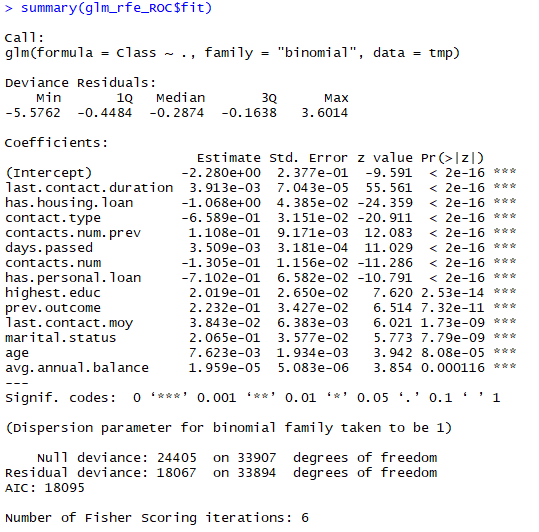 > summary(glm_rfe_ROC$fit)
Call:
glm(formula = Class ~ ., family = "binomial", data = tmp)
Deviance Residuals:
    Min       1Q   Median       3Q      Max
-5.5762  -0.4484  -0.2874  -0.1638   3.6014
Coefficients:
                        Estimate Std. Error z value Pr(>|z|)
(Intercept)           -2.280e+00  2.377e-01  -9.591  < 2e-16 ***
last.contact.duration  3.913e-03  7.043e-05  55.561  < 2e-16 ***
has.housing.loan      -1.068e+00  4.385e-02 -24.359  < 2e-16 ***
contact.type          -6.589e-01  3.151e-02 -20.911  < 2e-16 ***
contacts.num.prev      1.108e-01  9.171e-03  12.083  < 2e-16 ***
days.passed            3.509e-03  3.181e-04  11.029  < 2e-16 ***
contacts.num          -1.305e-01  1.156e-02 -11.286  < 2e-16 ***
has.personal.loan     -7.102e-01  6.582e-02 -10.791  < 2e-16 ***
highest.educ           2.019e-01  2.650e-02   7.620 2.53e-14 ***
prev.outcome           2.232e-01  3.427e-02   6.514 7.32e-11 ***
last.contact.moy       3.843e-02  6.383e-03   6.021 1.73e-09 ***
marital.status         2.065e-01  3.577e-02   5.773 7.79e-09 ***
age                    7.623e-03  1.934e-03   3.942 8.08e-05 ***
avg.annual.balance     1.959e-05  5.083e-06   3.854 0.000116 ***
---
Signif. codes:  0 ‘***’ 0.001 ‘**’ 0.01 ‘*’ 0.05 ‘.’ 0.1 ‘ ’ 1
(Dispersion parameter for binomial family taken to be 1)
    Null deviance: 24405  on 33907  degrees of freedom
Residual deviance: 18067  on 33894  degrees of freedom
AIC: 18095
Number of Fisher Scoring iterations: 6